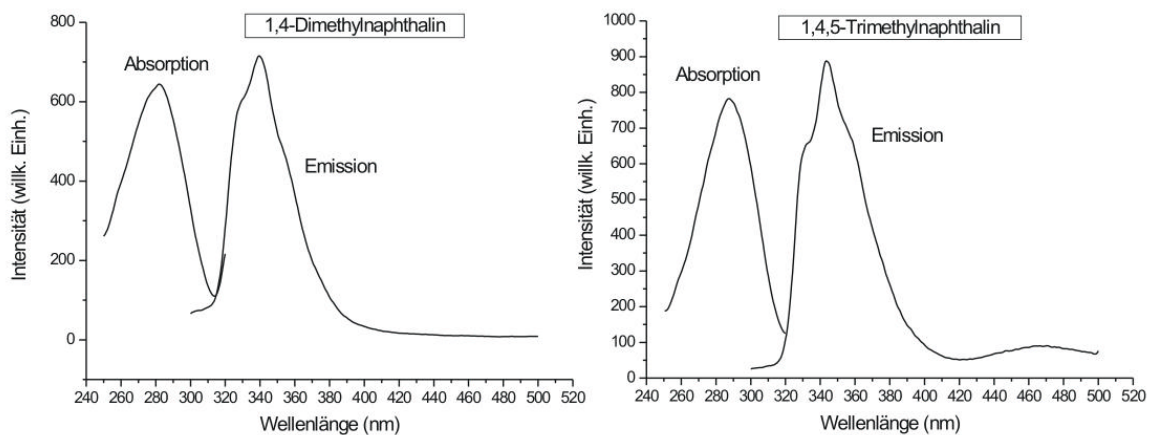 1,4-Dimethylnaphthalin
Absorption
Emission
Intensität (willk. Einh.)
800
600
400
200
0
240 260 280 300 320 340 360 380 400 420 440 460 480 500 520
Wellenlänge (nm)
1,4,5-Trimethylnaphthalin
Absorption
Emission
Intensität (willk. Einh.)
1000
900
800
700
600
500
400
300
200
100
0
240 260 280 300 320 340 360 380 400 420 440 460 480 500 520
Wellenlänge (nm)